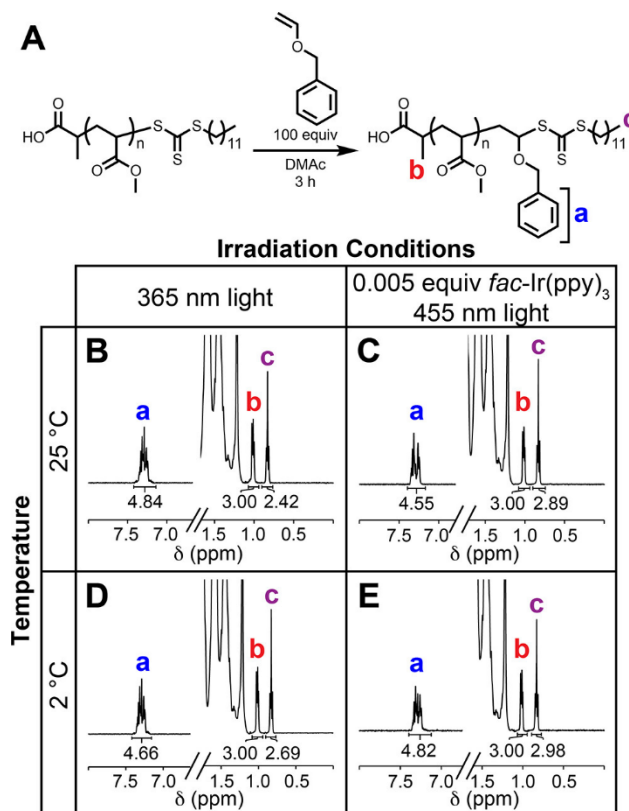 A
O
HO
n
O
O
S
S
S
11
O
100 equiv
DMAc
3 h
O
HO
b
n
O
O
S
S
S
11
c
O
a
Irradiation Conditions
365 nm light
0.005 equiv fac-Ir(ppy)3
455 nm light
Temperature
25 °C
B
a
b
c
4.84
3.00
2.42
7.5 7.0 1.0 0.5
δ (ppm)
C
a
b
c
4.55
3.00
2.89
7.5 7.0 1.5 1.0 0.5
δ (ppm)
2 °C
D
a
b
c
4.66
3.00
2.69
7.5 7.0 1.5 1.0 0.5
δ (ppm)
E
a
b
c
4.82
3.00
2.98
7.5 7.0 1.5 1.0 0.5
δ (ppm)